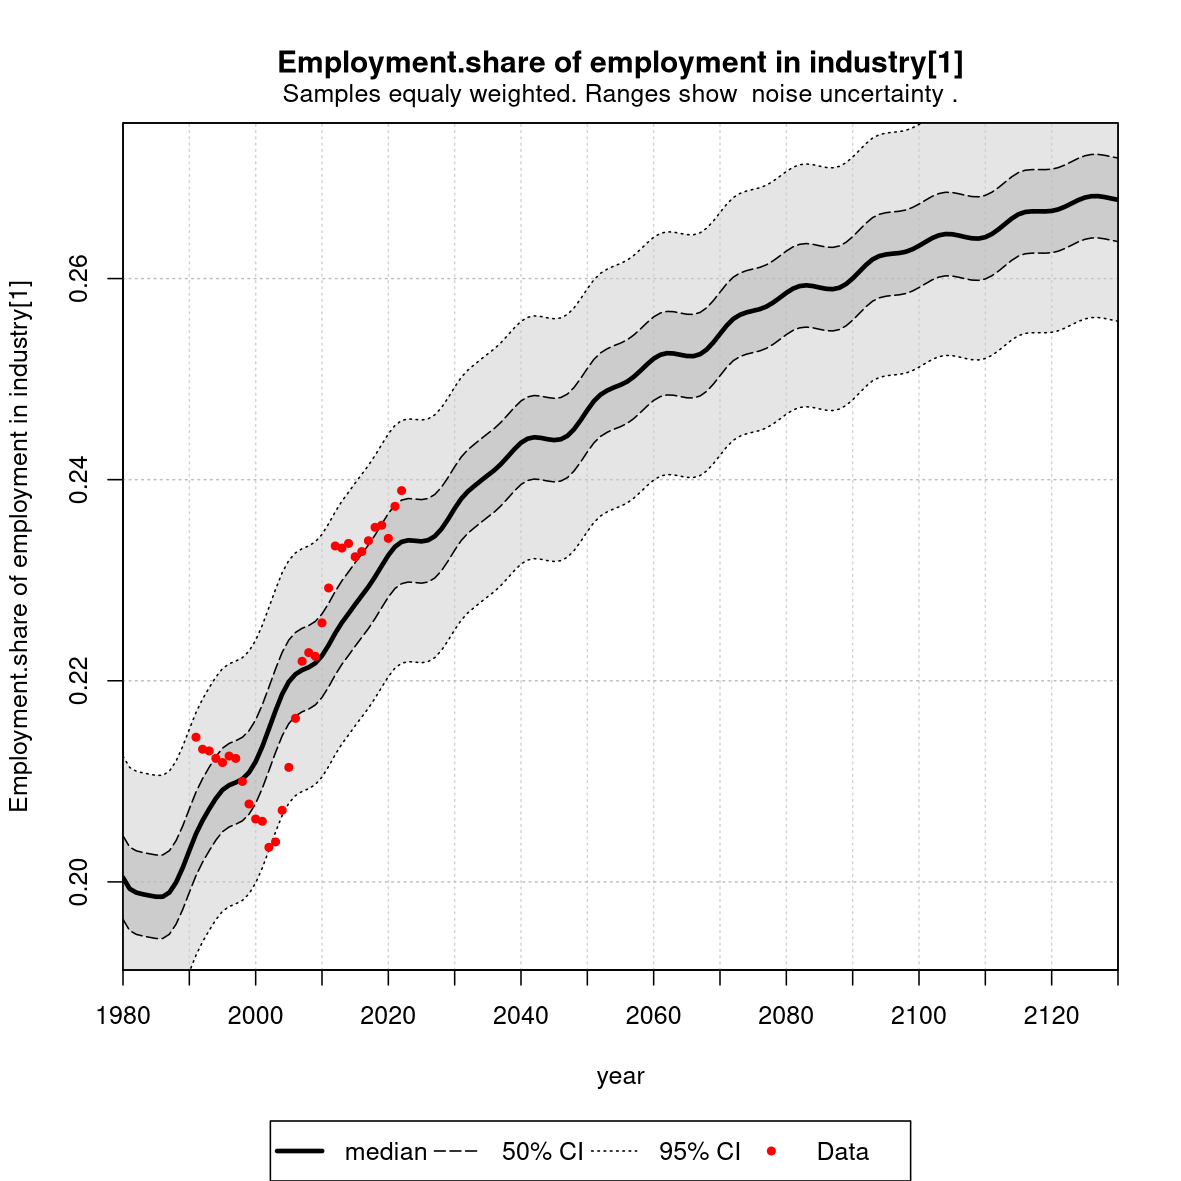 Employment.share of employment in industry[1]
Samples equaly weighted. Ranges show  noise uncertainty .
Employment.share of employment in industry[1]
0.26
0.24
0.22
0.20
1980 2000 2020 2040 2060 2080 2100 2120
year
median 50% CI 95% CI Data